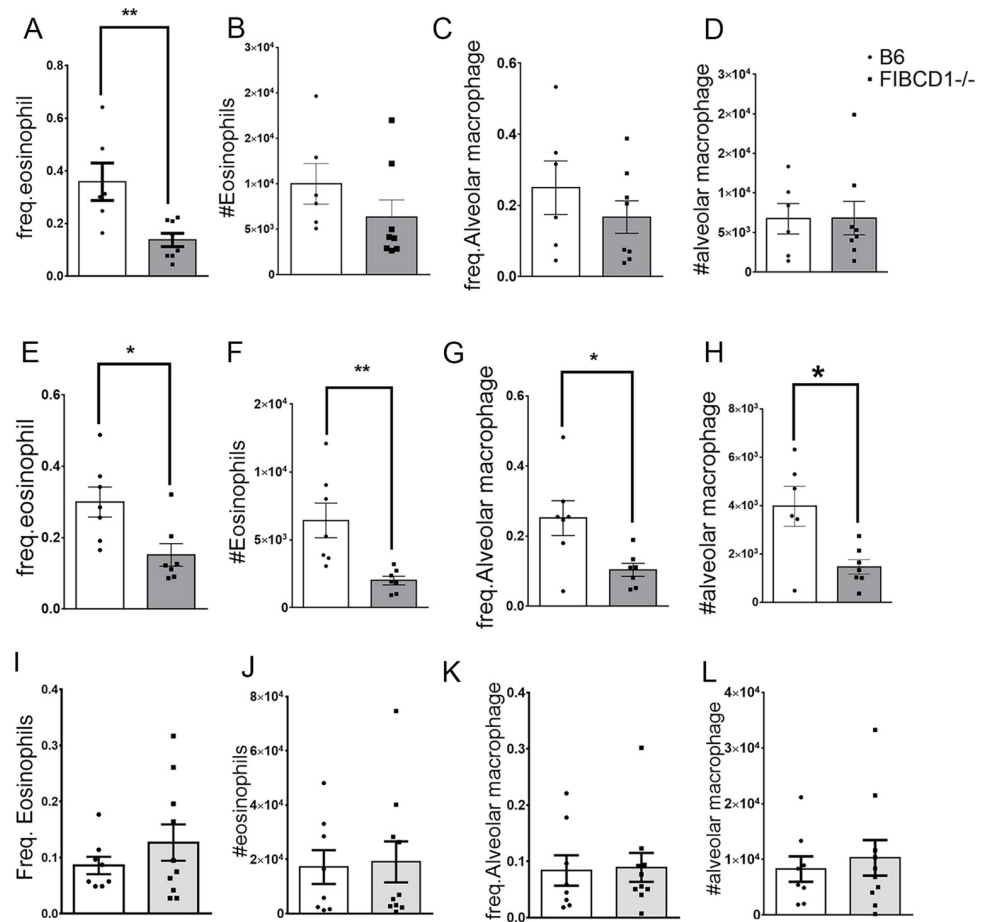 A
**
0.8
0.6
0.4
0.2
0.0
freq.eosinophil
B
3×10⁴
2×10⁴
2×10⁴
1×10⁴
1×10⁴
5×10³
0
#Eosinophils
C
0.6
0.4
0.2
0.0
freq.Alveolar macrophage
D
3×10⁴
2×10⁴
2×10⁴
1×10⁴
5×10³
0
#alveolar macrophage
B6
FIBCD1-/-
E
*
0.6
0.4
0.2
0.0
freq.eosinophil
F
**
2×10⁴
1×10⁴
5×10³
0
#Eosinophils
G
*
0.6
0.4
0.2
0.0
freq.Alveolar macrophage
H
*
8×10³
6×10³
4×10³
2×10³
0
#alveolar macrophage
I
0.4
0.3
0.2
0.1
0.0
Freq. Eosinophils
J
8×10⁴
6×10⁴
4×10⁴
2×10⁴
0
#eosinophils
K
0.4
0.3
0.2
0.1
0.0
freq.Alveolar macrophage
L
4×10⁴
3×10⁴
2×10⁴
1×10⁴
0
#alveolar macrophage